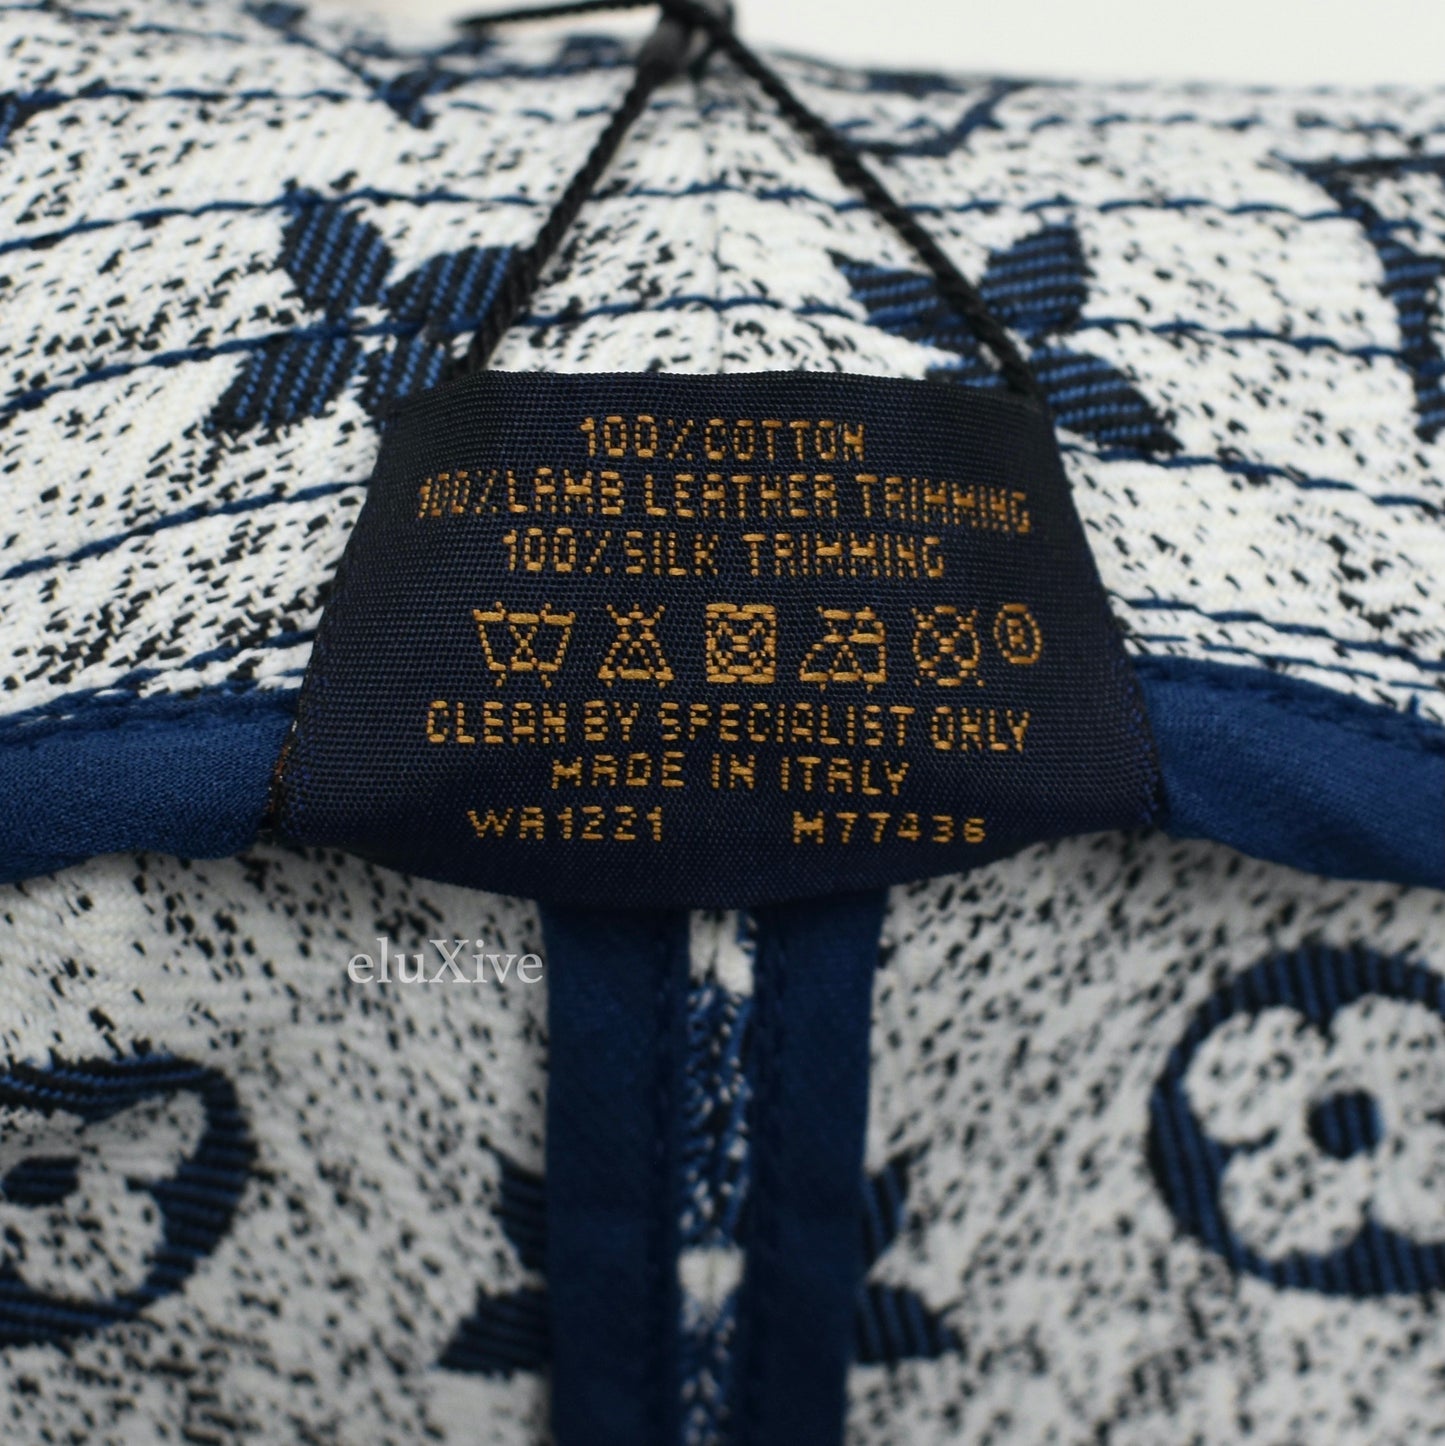 100% COTTON
100% LAMB LEATHER TRIMMING
100% SILK TRIMMING
®
CLEAN BY SPECIALIST ONLY
MADE IN ITALY
WA1221 M77436
eluXive